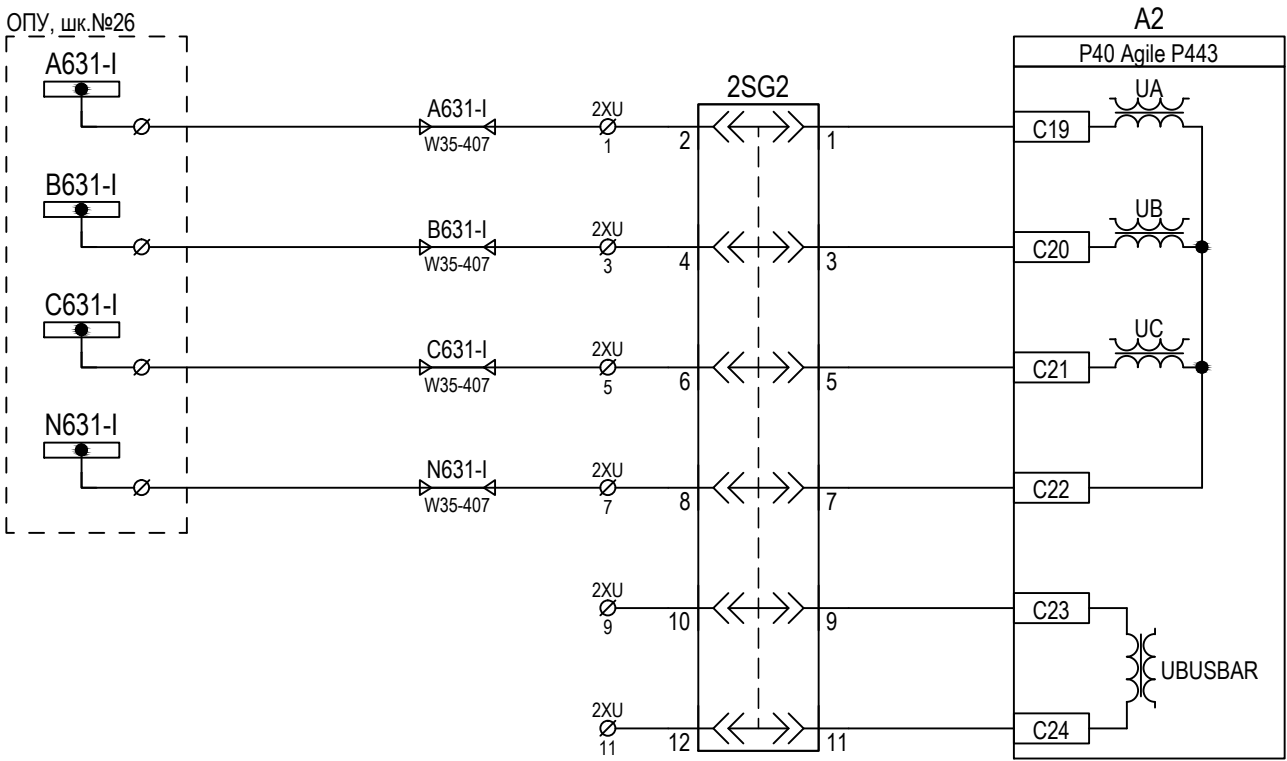 ОПУ, шк.№26
A2
P40 Agile P443
A631-I
2SG2
UA
A631-I
W35-407
2XU
1
2
1
C19
B631-I
UB
B631-I
W35-407
2XU
3
4
3
C20
C631-I
UC
C631-I
W35-407
2XU
5
6
5
C21
N631-I
N631-I
W35-407
2XU
7
8
7
C22
2XU
9
10
9
C23
UBUSBAR
2XU
11
12
11
C24